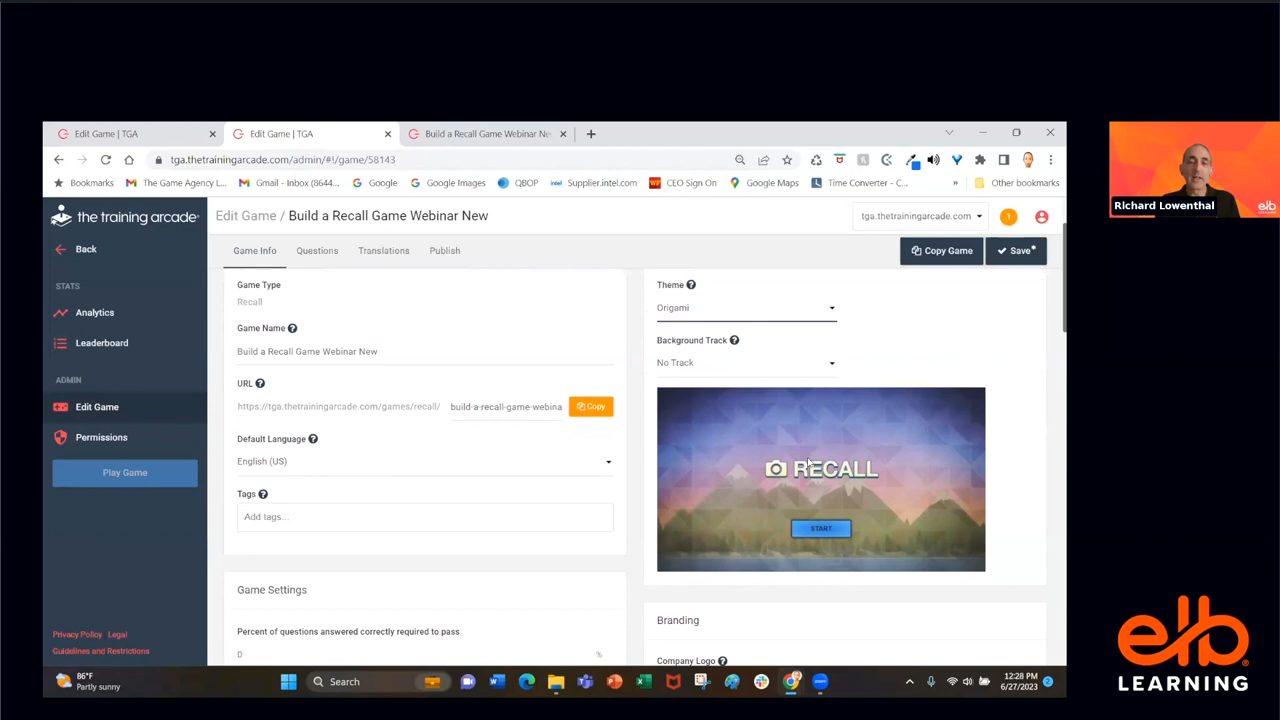 Edit Game | TGA
Edit Game | TGA
Build a Recall Game Webinar Ne
tga.thetrainingarcade.com/admin/#!/game/58143
Bookmarks
The Game Agency L...
Gmail - Inbox (8644...
Google
Google Images
QBOP
intel Supplier.intel.com
CEO Sign On
Google Maps
Time Converter - C...
»
Other bookmarks
the training arcade
Edit Game / Build a Recall Game Webinar New
tga.thetrainingarcade.com
1
Richard Lowenthal
elb
LEARNING
Back
Game Info
Questions
Translations
Publish
Copy Game
Save*
STATS
Analytics
Leaderboard
ADMIN
Edit Game
Permissions
Play Game
Privacy Policy Legal
Guidelines and Restrictions
Game Type
Recall
Game Name
Build a Recall Game Webinar New
URL
https://tga.thetrainingarcade.com/games/recall/
build-a-recall-game-webina
Copy
Default Language
English (US)
Tags
Add tags...
Game Settings
Percent of questions answered correctly required to pass
%
Theme
Origami
Background Track
No Track
RECALL
START
Branding
Company Logo
86°F
Partly sunny
Search
12:28 PM
6/27/2023
2
elb
LEARNING